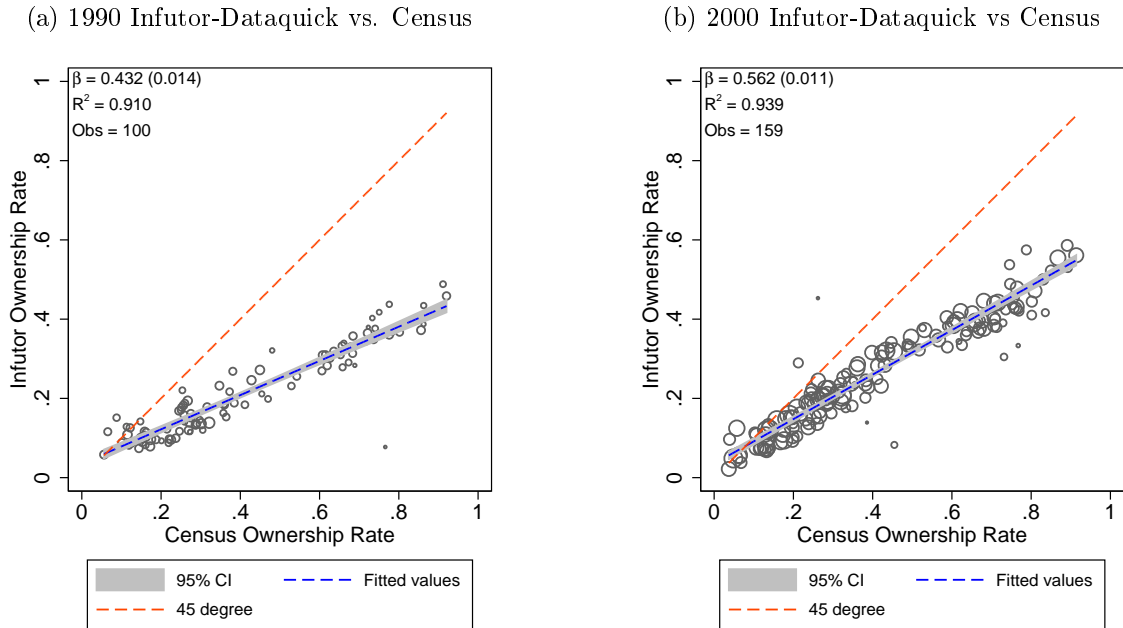 (a) 1990 Infutor-Dataquick vs. Census
β = 0.432 (0.014)
R² = 0.910
Obs = 100
Infutor Ownership Rate
1
.8
.6
.4
.2
0
0 .2 .4 .6 .8 1
Census Ownership Rate
95% CI
Fitted values
45 degree
(b) 2000 Infutor-Dataquick vs Census
β = 0.562 (0.011)
R² = 0.939
Obs = 159
Infutor Ownership Rate
1
.8
.6
.4
.2
0
0 .2 .4 .6 .8 1
Census Ownership Rate
95% CI
Fitted values
45 degree